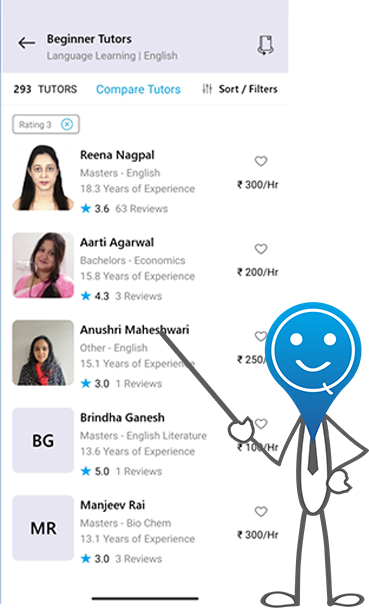 Beginner Tutors
Language Learning | English
293 TUTORS Compare Tutors Sort / Filters
Rating 3
Reena Nagpal
Masters - English
18.3 Years of Experience
₹ 300/Hr
3.6 63 Reviews
Aarti Agarwal
Bachelors - Economics
15.8 Years of Experience
₹ 200/Hr
4.3 3 Reviews
Anushri Maheshwari
Other - English
15.1 Years of Experience
₹ 250/
3.0 1 Reviews
BG
Brindha Ganesh
Masters - English Literature
13.6 Years of Experience
₹ 100/Hr
5.0 1 Reviews
MR
Manjeev Rai
Masters - Bio Chem
13.1 Years of Experience
₹ 300/Hr
3.0 3 Reviews